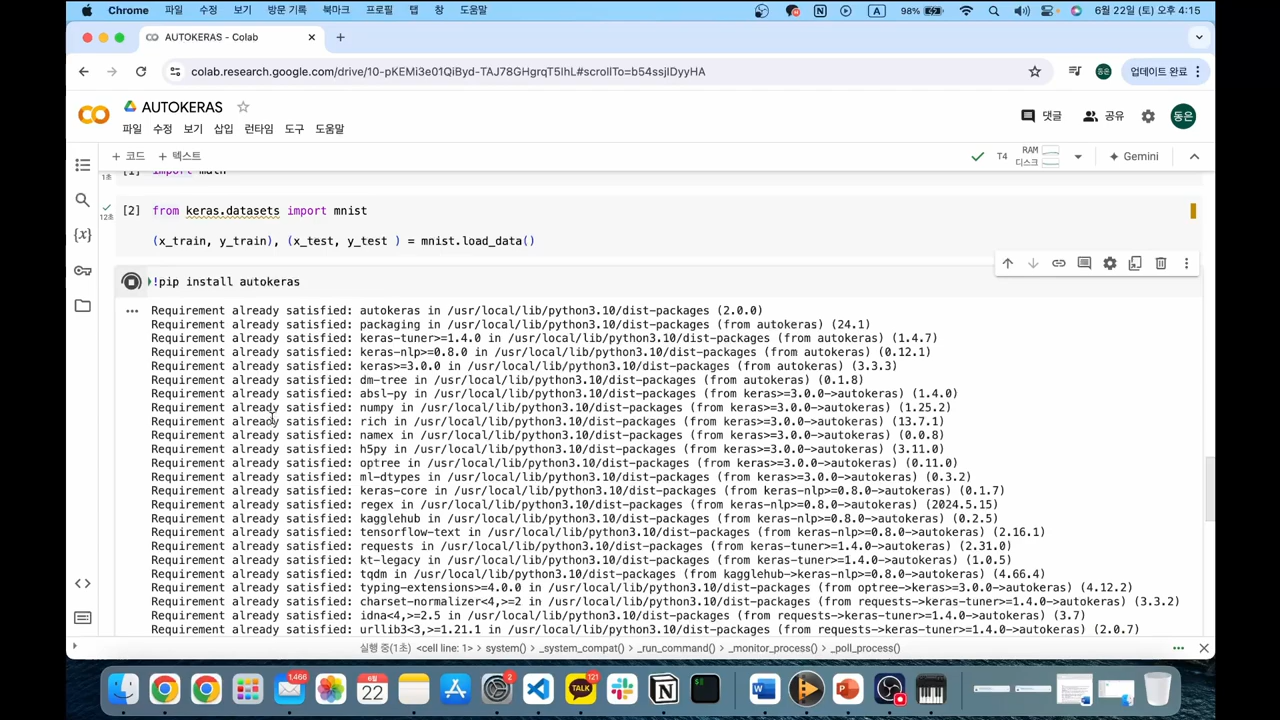 Chrome 파일 수정 보기 방문 기록 북마크 프로필 탭 창 도움말 98% 6월 22일 (토) 오후 4:15
AUTOKERAS - Colab
colab.research.google.com/drive/10-pKEMi3e01QiByd-TAJ78GHgrqT5IhL#scrollTo=b54ssjIDyyHA 동은 업데이트 완료
AUTOKERAS
댓글 공유 동은
파일 수정 보기 삽입 런타임 도구 도움말
+ 코드 + 텍스트 T4 RAM 디스크 Gemini
[1] import math
1초
[2] from keras.datasets import mnist
12초
(x_train, y_train), (x_test, y_test ) = mnist.load_data()
!pip install autokeras
Requirement already satisfied: autokeras in /usr/local/lib/python3.10/dist-packages (2.0.0)
Requirement already satisfied: packaging in /usr/local/lib/python3.10/dist-packages (from autokeras) (24.1)
Requirement already satisfied: keras-tuner>=1.4.0 in /usr/local/lib/python3.10/dist-packages (from autokeras) (1.4.7)
Requirement already satisfied: keras-nlp>=0.8.0 in /usr/local/lib/python3.10/dist-packages (from autokeras) (0.12.1)
Requirement already satisfied: keras>=3.0.0 in /usr/local/lib/python3.10/dist-packages (from autokeras) (3.3.3)
Requirement already satisfied: dm-tree in /usr/local/lib/python3.10/dist-packages (from autokeras) (0.1.8)
Requirement already satisfied: absl-py in /usr/local/lib/python3.10/dist-packages (from keras>=3.0.0->autokeras) (1.4.0)
Requirement already satisfied: numpy in /usr/local/lib/python3.10/dist-packages (from keras>=3.0.0->autokeras) (1.25.2)
Requirement already satisfied: rich in /usr/local/lib/python3.10/dist-packages (from keras>=3.0.0->autokeras) (13.7.1)
Requirement already satisfied: namex in /usr/local/lib/python3.10/dist-packages (from keras>=3.0.0->autokeras) (0.0.8)
Requirement already satisfied: h5py in /usr/local/lib/python3.10/dist-packages (from keras>=3.0.0->autokeras) (3.11.0)
Requirement already satisfied: optree in /usr/local/lib/python3.10/dist-packages (from keras>=3.0.0->autokeras) (0.11.0)
Requirement already satisfied: ml-dtypes in /usr/local/lib/python3.10/dist-packages (from keras>=3.0.0->autokeras) (0.3.2)
Requirement already satisfied: keras-core in /usr/local/lib/python3.10/dist-packages (from keras-nlp>=0.8.0->autokeras) (0.1.7)
Requirement already satisfied: regex in /usr/local/lib/python3.10/dist-packages (from keras-nlp>=0.8.0->autokeras) (2024.5.15)
Requirement already satisfied: kagglehub in /usr/local/lib/python3.10/dist-packages (from keras-nlp>=0.8.0->autokeras) (0.2.5)
Requirement already satisfied: tensorflow-text in /usr/local/lib/python3.10/dist-packages (from keras-nlp>=0.8.0->autokeras) (2.16.1)
Requirement already satisfied: requests in /usr/local/lib/python3.10/dist-packages (from keras-tuner>=1.4.0->autokeras) (2.31.0)
Requirement already satisfied: kt-legacy in /usr/local/lib/python3.10/dist-packages (from keras-tuner>=1.4.0->autokeras) (1.0.5)
Requirement already satisfied: tqdm in /usr/local/lib/python3.10/dist-packages (from kagglehub->keras-nlp>=0.8.0->autokeras) (4.66.4)
Requirement already satisfied: typing-extensions>=4.0.0 in /usr/local/lib/python3.10/dist-packages (from optree->keras>=3.0.0->autokeras) (4.12.2)
Requirement already satisfied: charset-normalizer<4,>=2 in /usr/local/lib/python3.10/dist-packages (from requests->keras-tuner>=1.4.0->autokeras) (3.3.2)
Requirement already satisfied: idna<4,>=2.5 in /usr/local/lib/python3.10/dist-packages (from requests->keras-tuner>=1.4.0->autokeras) (3.7)
Requirement already satisfied: urllib3<3,>=1.21.1 in /usr/local/lib/python3.10/dist-packages (from requests->keras-tuner>=1.4.0->autokeras) (2.0.7)
실행 중(1초) <cell line: 1> > system() > _system_compat() > _run_command() > _monitor_process() > _poll_process()
1,466 6월 22 TALK 121